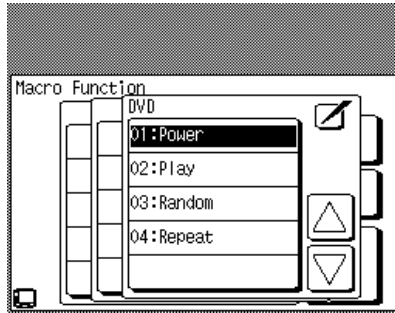 Macro Function
DVD
01:Power
02:Play
03:Random
04:Repeat